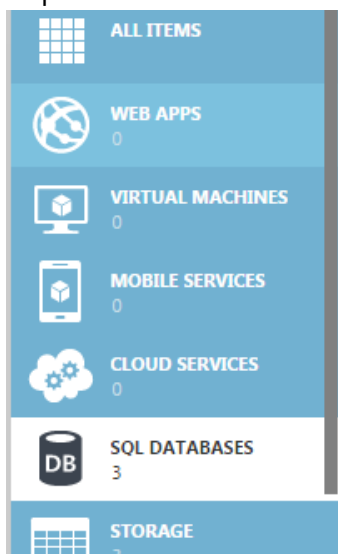 ALL ITEMS
WEB APPS
0
VIRTUAL MACHINES
0
MOBILE SERVICES
0
CLOUD SERVICES
0
DB
SQL DATABASES
3
STORAGE